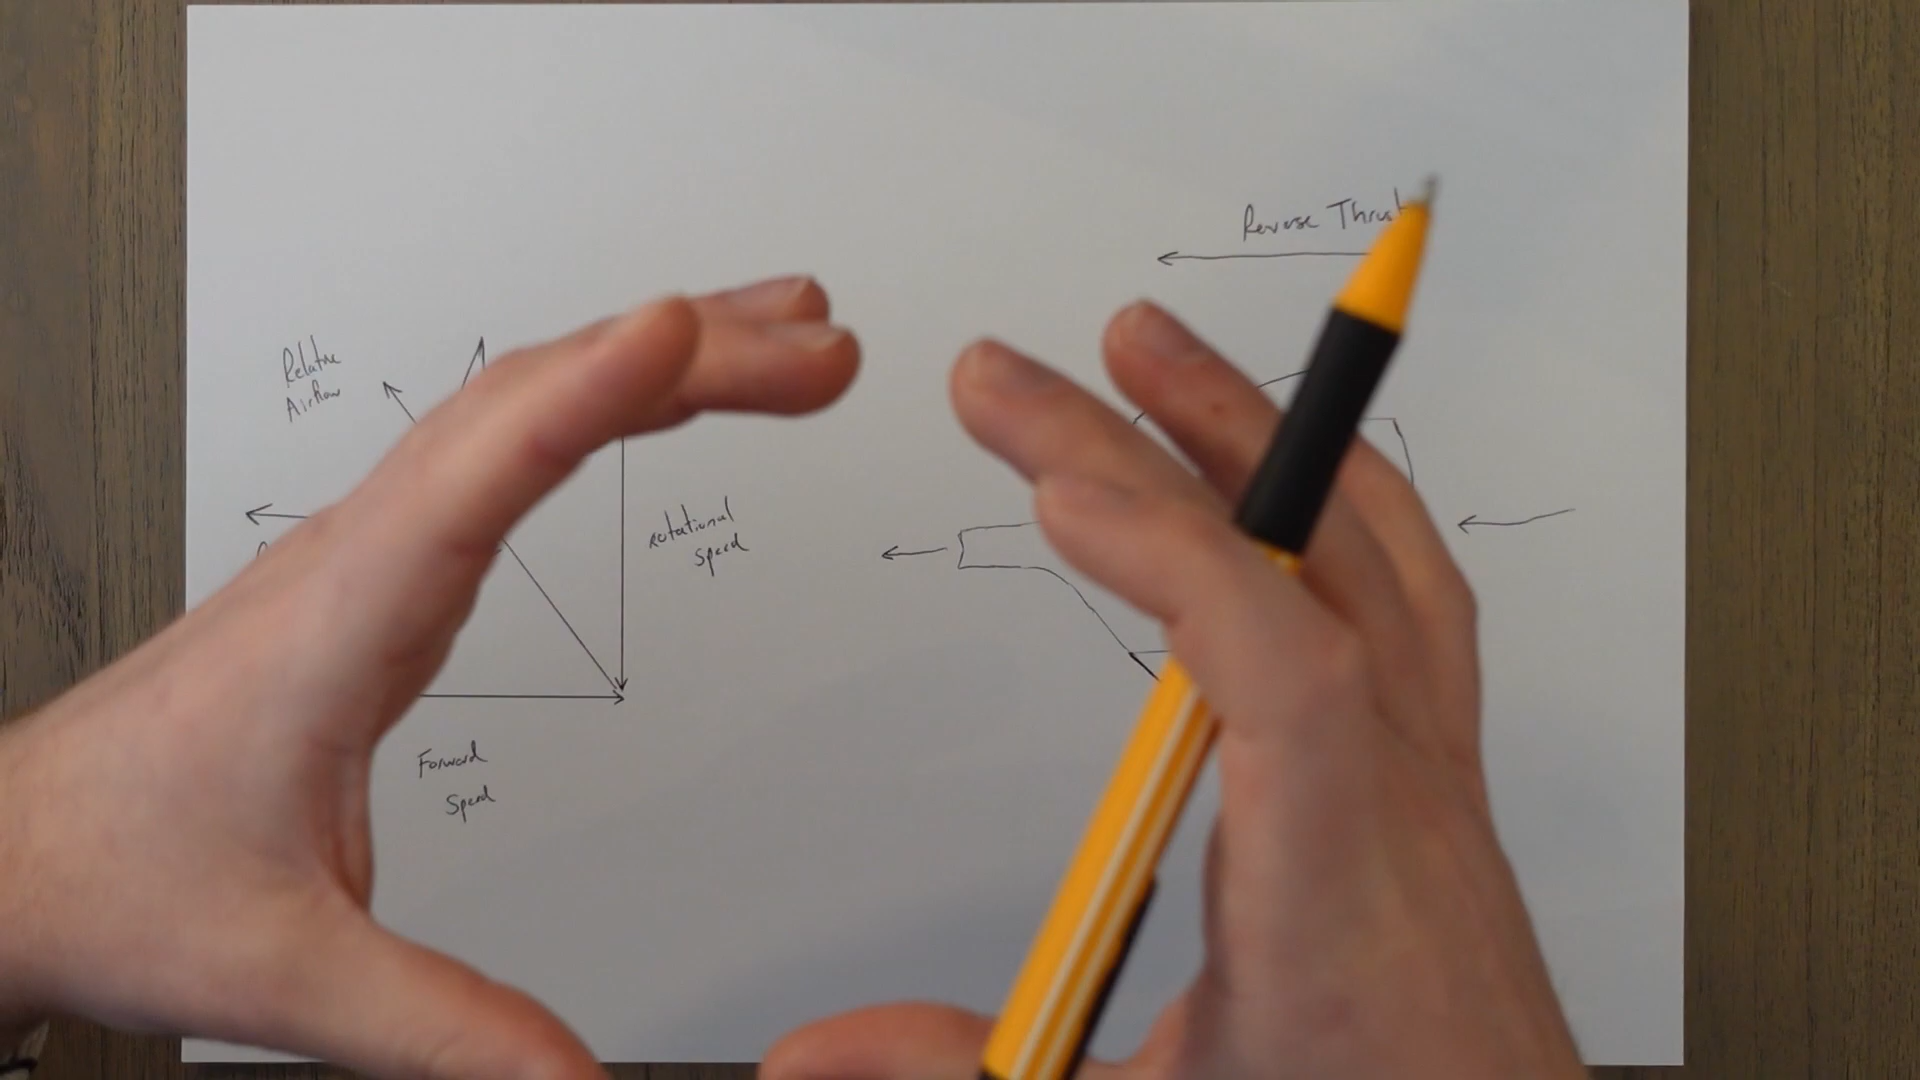 Relative
Airflow
rotational
speed
Forward
Speed
Reverse Thrust